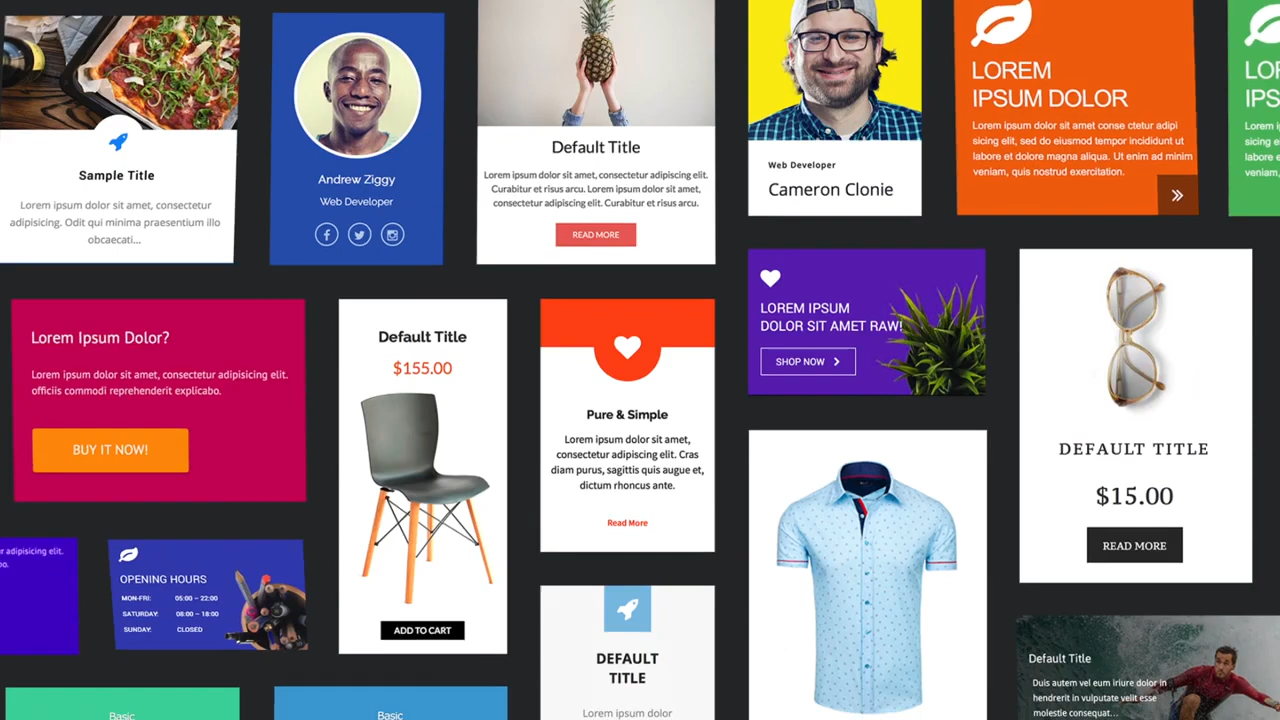 Sample Title
Lorem ipsum dolor sit amet, consectetur
adipisicing. Odit qui minima praesentium illo
obcaecati...
Andrew Ziggy
Web Developer
Default Title
Lorem ipsum dolor sit amet, consectetur adipiscing elit.
Curabitur et risus arcu. Lorem ipsum dolor sit amet,
consectetur adipiscing elit. Curabitur et risus arcu.
READ MORE
Web Developer
Cameron Clonie
LOREM
IPSUM DOLOR
Lorem ipsum dolor sit amet conse ctetur adipi
sicing elit, sed do eiusmod tempor incididunt ut
labore et dolore magna aliqua. Ut enim ad minim
veniam, quis nostrud exercitation.
LOR
IPS
Lorem i
sicing e
labore e
veniam,
Lorem Ipsum Dolor?
Lorem ipsum dolor sit amet, consectetur adipisicing elit.
officiis commodi reprehenderit explicabo.
BUY IT NOW!
Default Title
$155.00
ADD TO CART
Pure & Simple
Lorem ipsum dolor sit amet,
consectetur adipiscing elit. Cras
diam purus, sagittis quis augue et,
dictum rhoncus ante.
Read More
LOREM IPSUM
DOLOR SIT AMET RAW!
SHOP NOW
DEFAULT TITLE
$15.00
READ MORE
r adipisicing elit.
bo.
OPENING HOURS
MON-FRI: 05:00 – 22:00
SATURDAY: 08:00 – 18:00
SUNDAY: CLOSED
DEFAULT
TITLE
Lorem ipsum dolor
Default Title
Duis autem vel eum iriure dolor in
hendrerit in vulputate velit esse
molestie consequat...
Basic
Basic